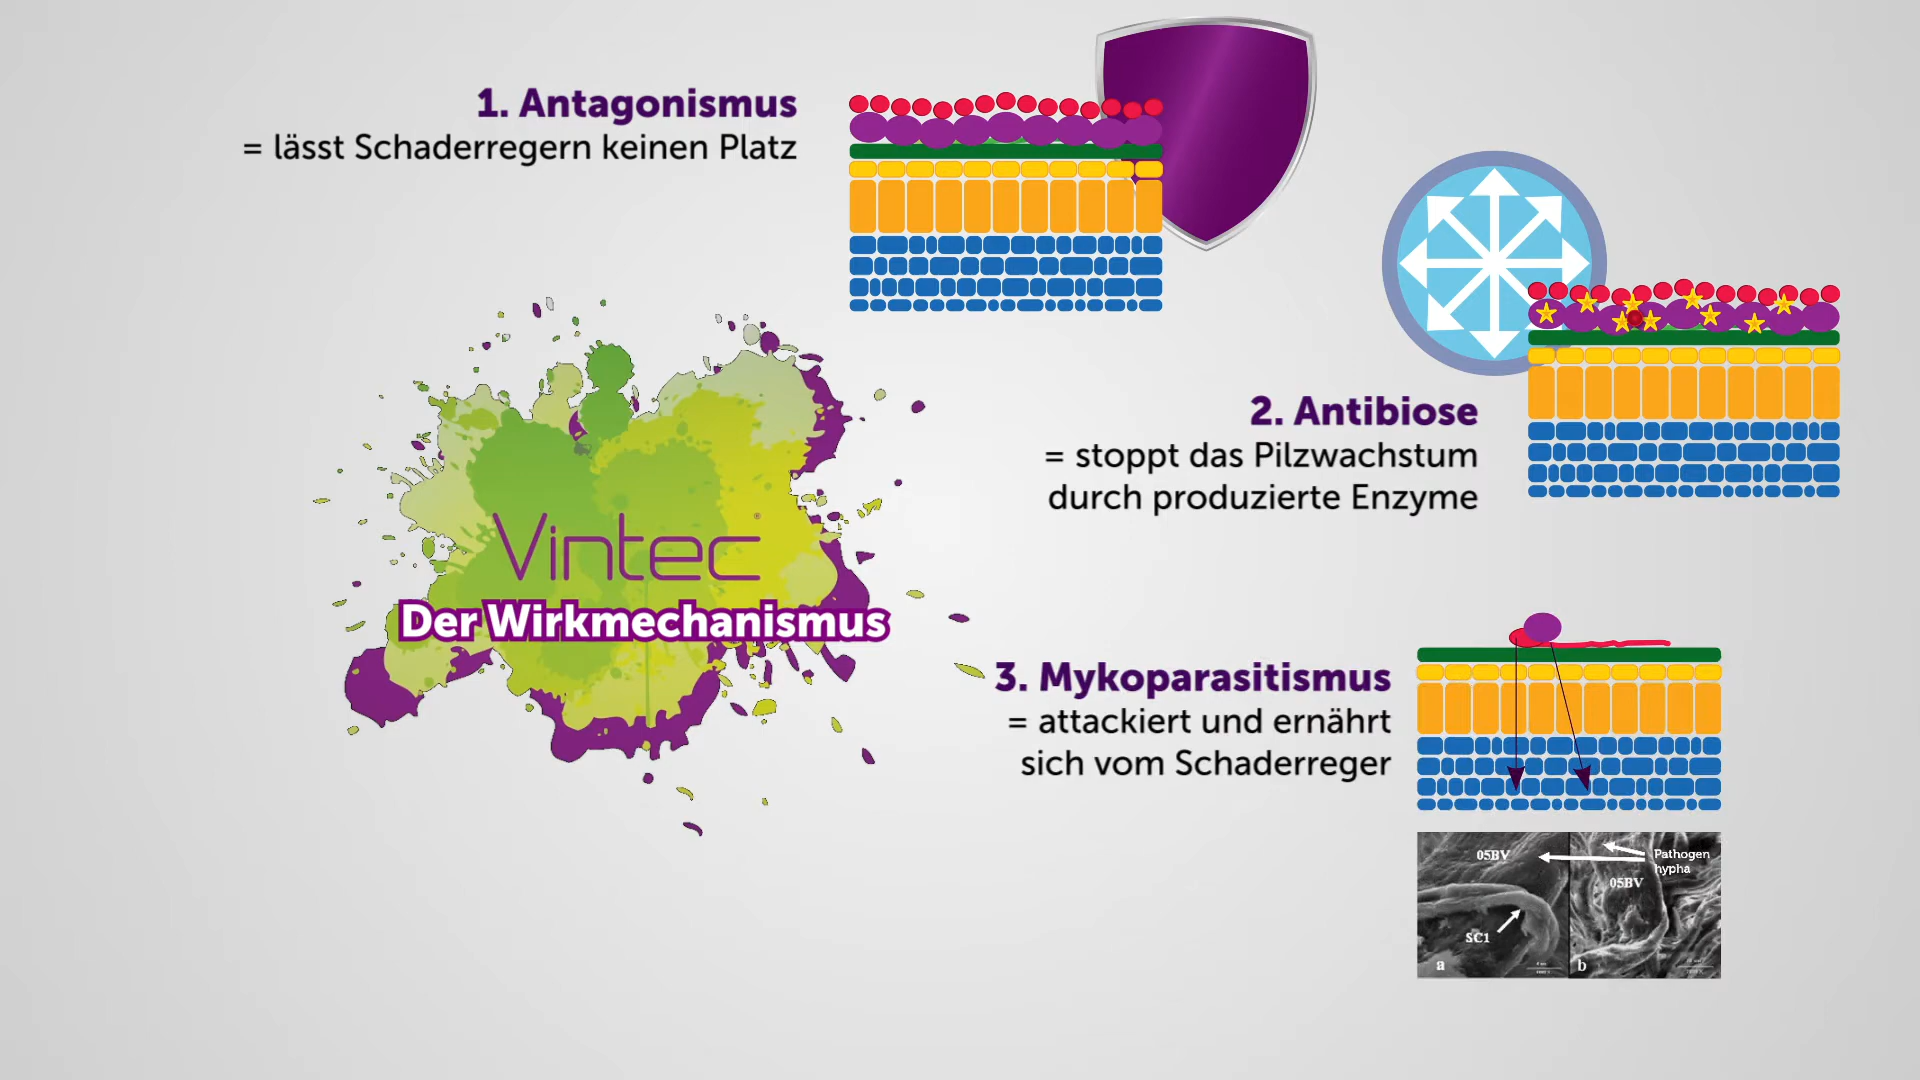 1. Antagonismus
= lässt Schaderregern keinen Platz
2. Antibiose
= stoppt das Pilzwachstum
durch produzierte Enzyme
Vintec®
Der Wirkmechanismus
3. Mykoparasitismus
= attackiert und ernährt
sich vom Schaderreger
05BV
Pathogen
hypha
05BV
SC1
a
b